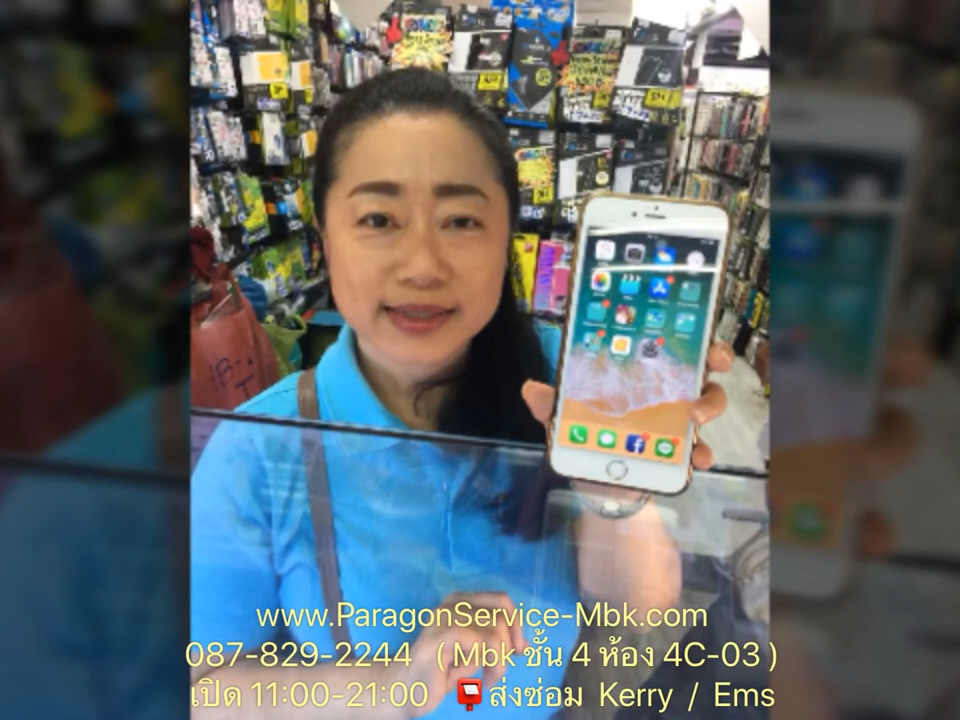 www.ParagonService-Mbk.com
087-829-2244 ( Mbk ชั้น 4 ห้อง 4C-03 )
เปิด 11:00-21:00 📮ส่งซ่อม Kerry / Ems